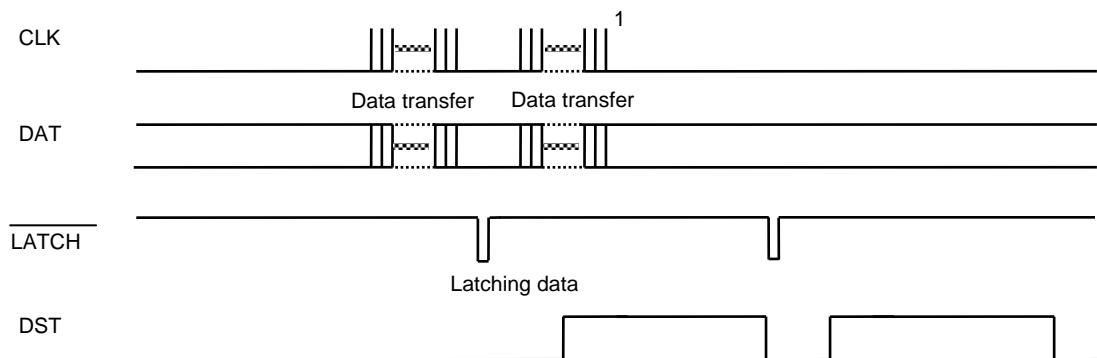 1
CLK
Data transfer Data transfer
DAT
LATCH
Latching data
DST